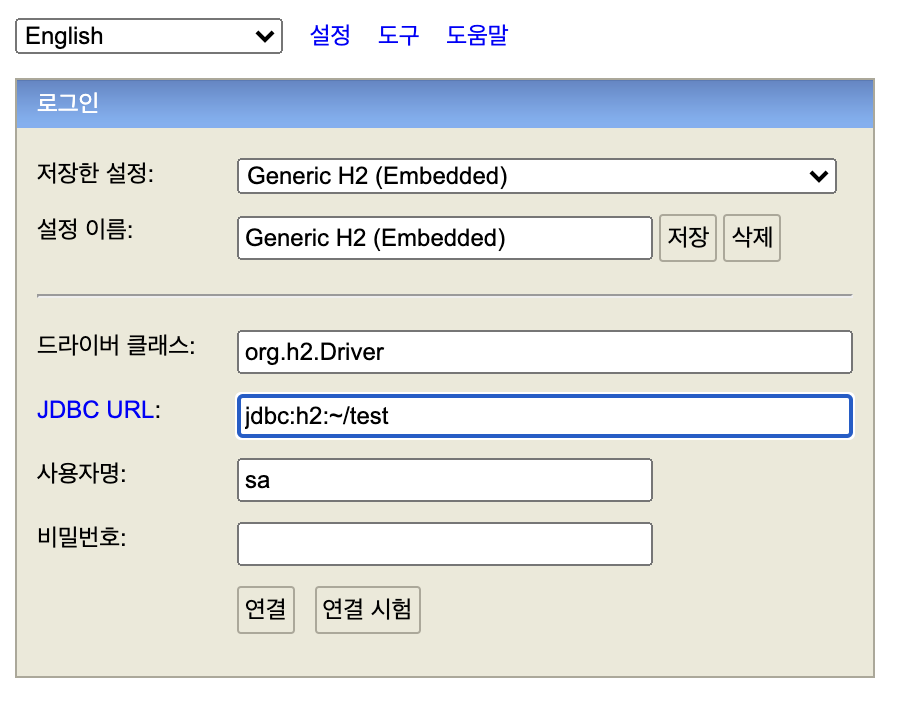 English 설정 도구 도움말
로그인
저장한 설정: Generic H2 (Embedded)
설정 이름: Generic H2 (Embedded) 저장 삭제
드라이버 클래스: org.h2.Driver
JDBC URL: jdbc:h2:~/test
사용자명: sa
비밀번호:
연결 연결 시험